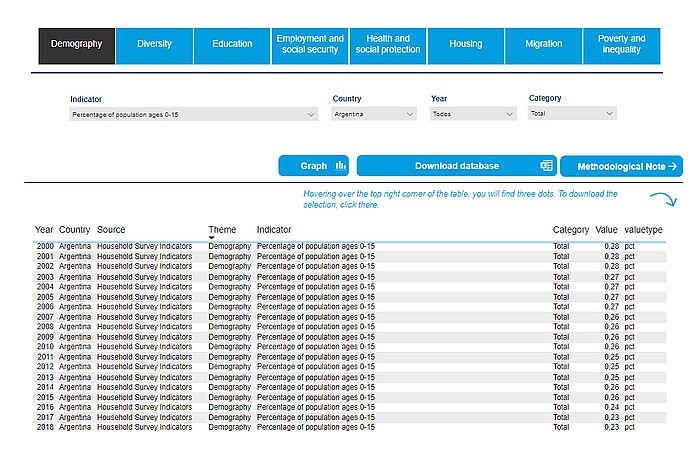 Demography Diversity Education Employment and social security Health and social protection Housing Migration Poverty and inequality
Indicator Country Year Category
Percentage of population ages 0-15 Argentina Todos Total
Graph Download database Methodological Note →
Hovering over the top right corner of the table, you will find three dots. To download the
selection, click there.
Year Country Source Theme Indicator Category Value valuetype
2000 Argentina Household Survey Indicators Demography Percentage of population ages 0-15 Total 0,28 pct
2001 Argentina Household Survey Indicators Demography Percentage of population ages 0-15 Total 0,28 pct
2002 Argentina Household Survey Indicators Demography Percentage of population ages 0-15 Total 0,28 pct
2003 Argentina Household Survey Indicators Demography Percentage of population ages 0-15 Total 0,27 pct
2004 Argentina Household Survey Indicators Demography Percentage of population ages 0-15 Total 0,27 pct
2005 Argentina Household Survey Indicators Demography Percentage of population ages 0-15 Total 0,27 pct
2006 Argentina Household Survey Indicators Demography Percentage of population ages 0-15 Total 0,27 pct
2007 Argentina Household Survey Indicators Demography Percentage of population ages 0-15 Total 0,26 pct
2008 Argentina Household Survey Indicators Demography Percentage of population ages 0-15 Total 0,26 pct
2009 Argentina Household Survey Indicators Demography Percentage of population ages 0-15 Total 0,26 pct
2010 Argentina Household Survey Indicators Demography Percentage of population ages 0-15 Total 0,26 pct
2011 Argentina Household Survey Indicators Demography Percentage of population ages 0-15 Total 0,25 pct
2012 Argentina Household Survey Indicators Demography Percentage of population ages 0-15 Total 0,25 pct
2013 Argentina Household Survey Indicators Demography Percentage of population ages 0-15 Total 0,25 pct
2014 Argentina Household Survey Indicators Demography Percentage of population ages 0-15 Total 0,26 pct
2015 Argentina Household Survey Indicators Demography Percentage of population ages 0-15 Total 0,26 pct
2016 Argentina Household Survey Indicators Demography Percentage of population ages 0-15 Total 0,24 pct
2017 Argentina Household Survey Indicators Demography Percentage of population ages 0-15 Total 0,23 pct
2018 Argentina Household Survey Indicators Demography Percentage of population ages 0-15 Total 0,23 pct